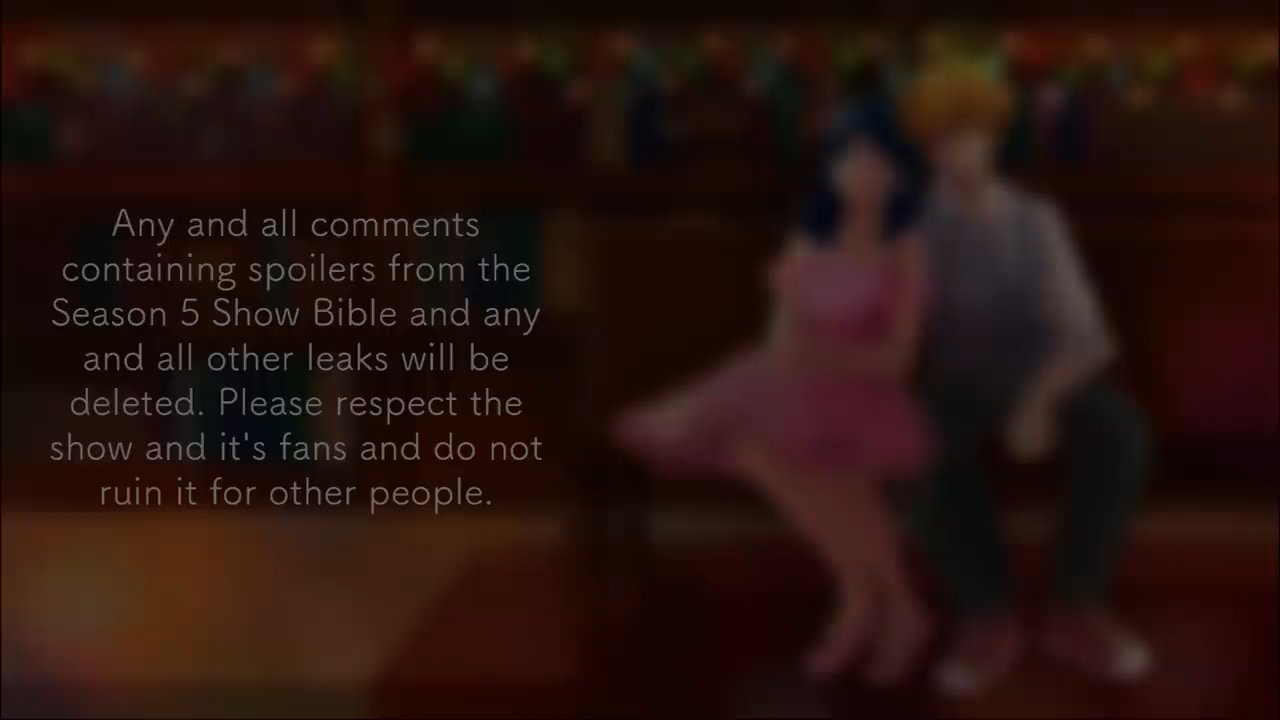 Any and all comments
containing spoilers from the
Season 5 Show Bible and any
and all other leaks will be
deleted. Please respect the
show and it's fans and do not
ruin it for other people.